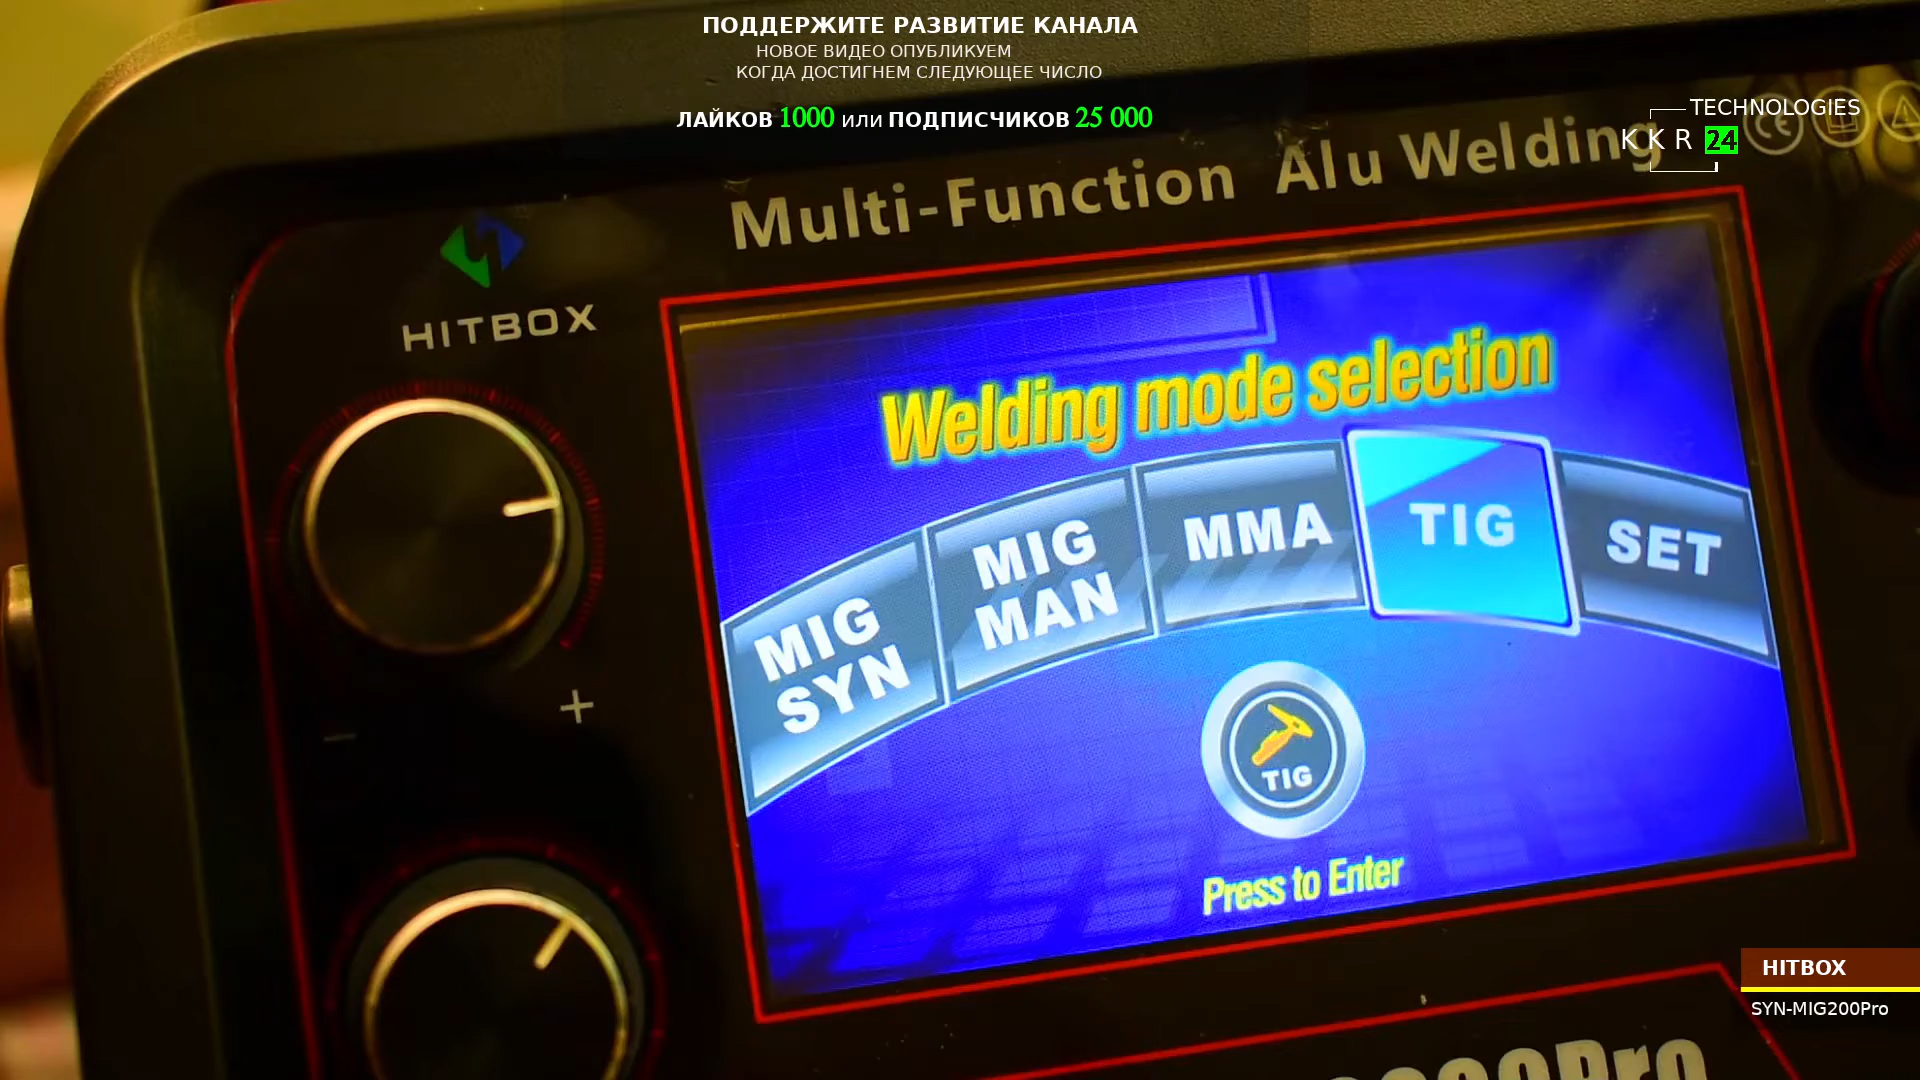 ПОДДЕРЖИТЕ РАЗВИТИЕ КАНАЛА
НОВОЕ ВИДЕО ОПУБЛИКУЕМ
КОГДА ДОСТИГНЕМ СЛЕДУЮЩЕЕ ЧИСЛО
ЛАЙКОВ 1000 или ПОДПИСЧИКОВ 25 000
TECHNOLOGIES
K K R 24
Multi-Function Alu Welding
HITBOX
Welding mode selection
MIG SYN
MIG MAN
MMA
TIG
SET
TIG
Press to Enter
- +
HITBOX
SYN-MIG200Pro